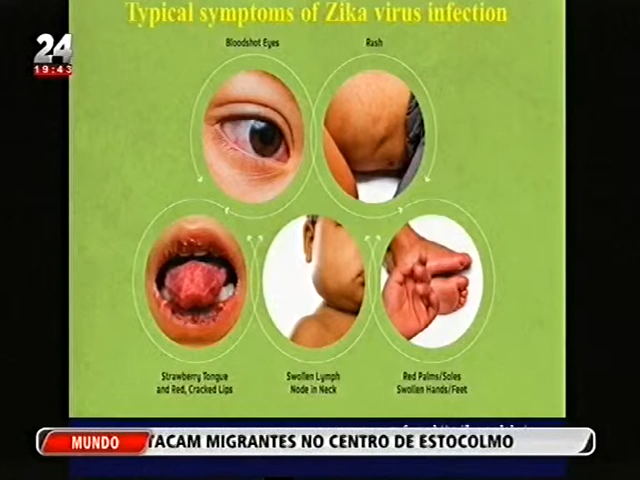 Typical symptoms of Zika virus infection
24
19:43
Bloodshot Eyes
Rash
Strawberry Tongue
and Red, Cracked Lips
Swollen Lymph
Node in Neck
Red Palms/Soles
Swollen Hands/Feet
MUNDO
TACAM MIGRANTES NO CENTRO DE ESTOCOLMO